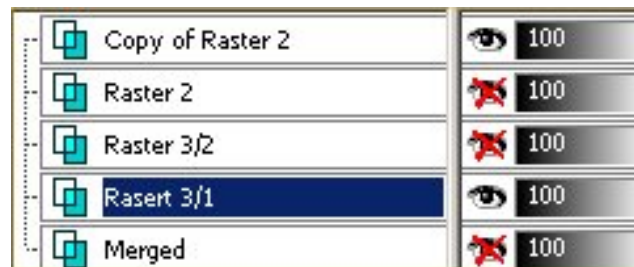 Copy of Raster 2 100
Raster 2 100
Raster 3/2 100
Rasert 3/1 100
Merged 100